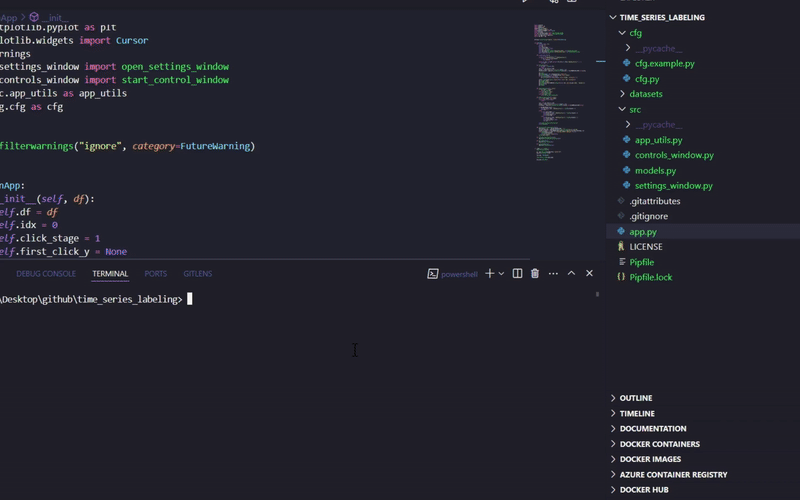 App > __init__
tplotlib.pyplot as plt
lotlib.widgets import Cursor
rnings
settings_window import open_settings_window
controls_window import start_control_window
c.app_utils as app_utils
g.cfg as cfg
filterwarnings("ignore", category=FutureWarning)
nApp:
_init__(self, df):
elf.df = df
elf.idx = 0
elf.click_stage = 1
elf.first_click_y = None
DEBUG CONSOLE TERMINAL PORTS GITLENS
powershell
\Desktop\github\time_series_labeling>
TIME_SERIES_LABELING
cfg
__pycache__
cfg.example.py
cfg.py
datasets
src
__pycache__
app_utils.py
controls_window.py
models.py
settings_window.py
.gitattributes
.gitignore
app.py
LICENSE
Pipfile
Pipfile.lock
OUTLINE
TIMELINE
DOCUMENTATION
DOCKER CONTAINERS
DOCKER IMAGES
AZURE CONTAINER REGISTRY
DOCKER HUB